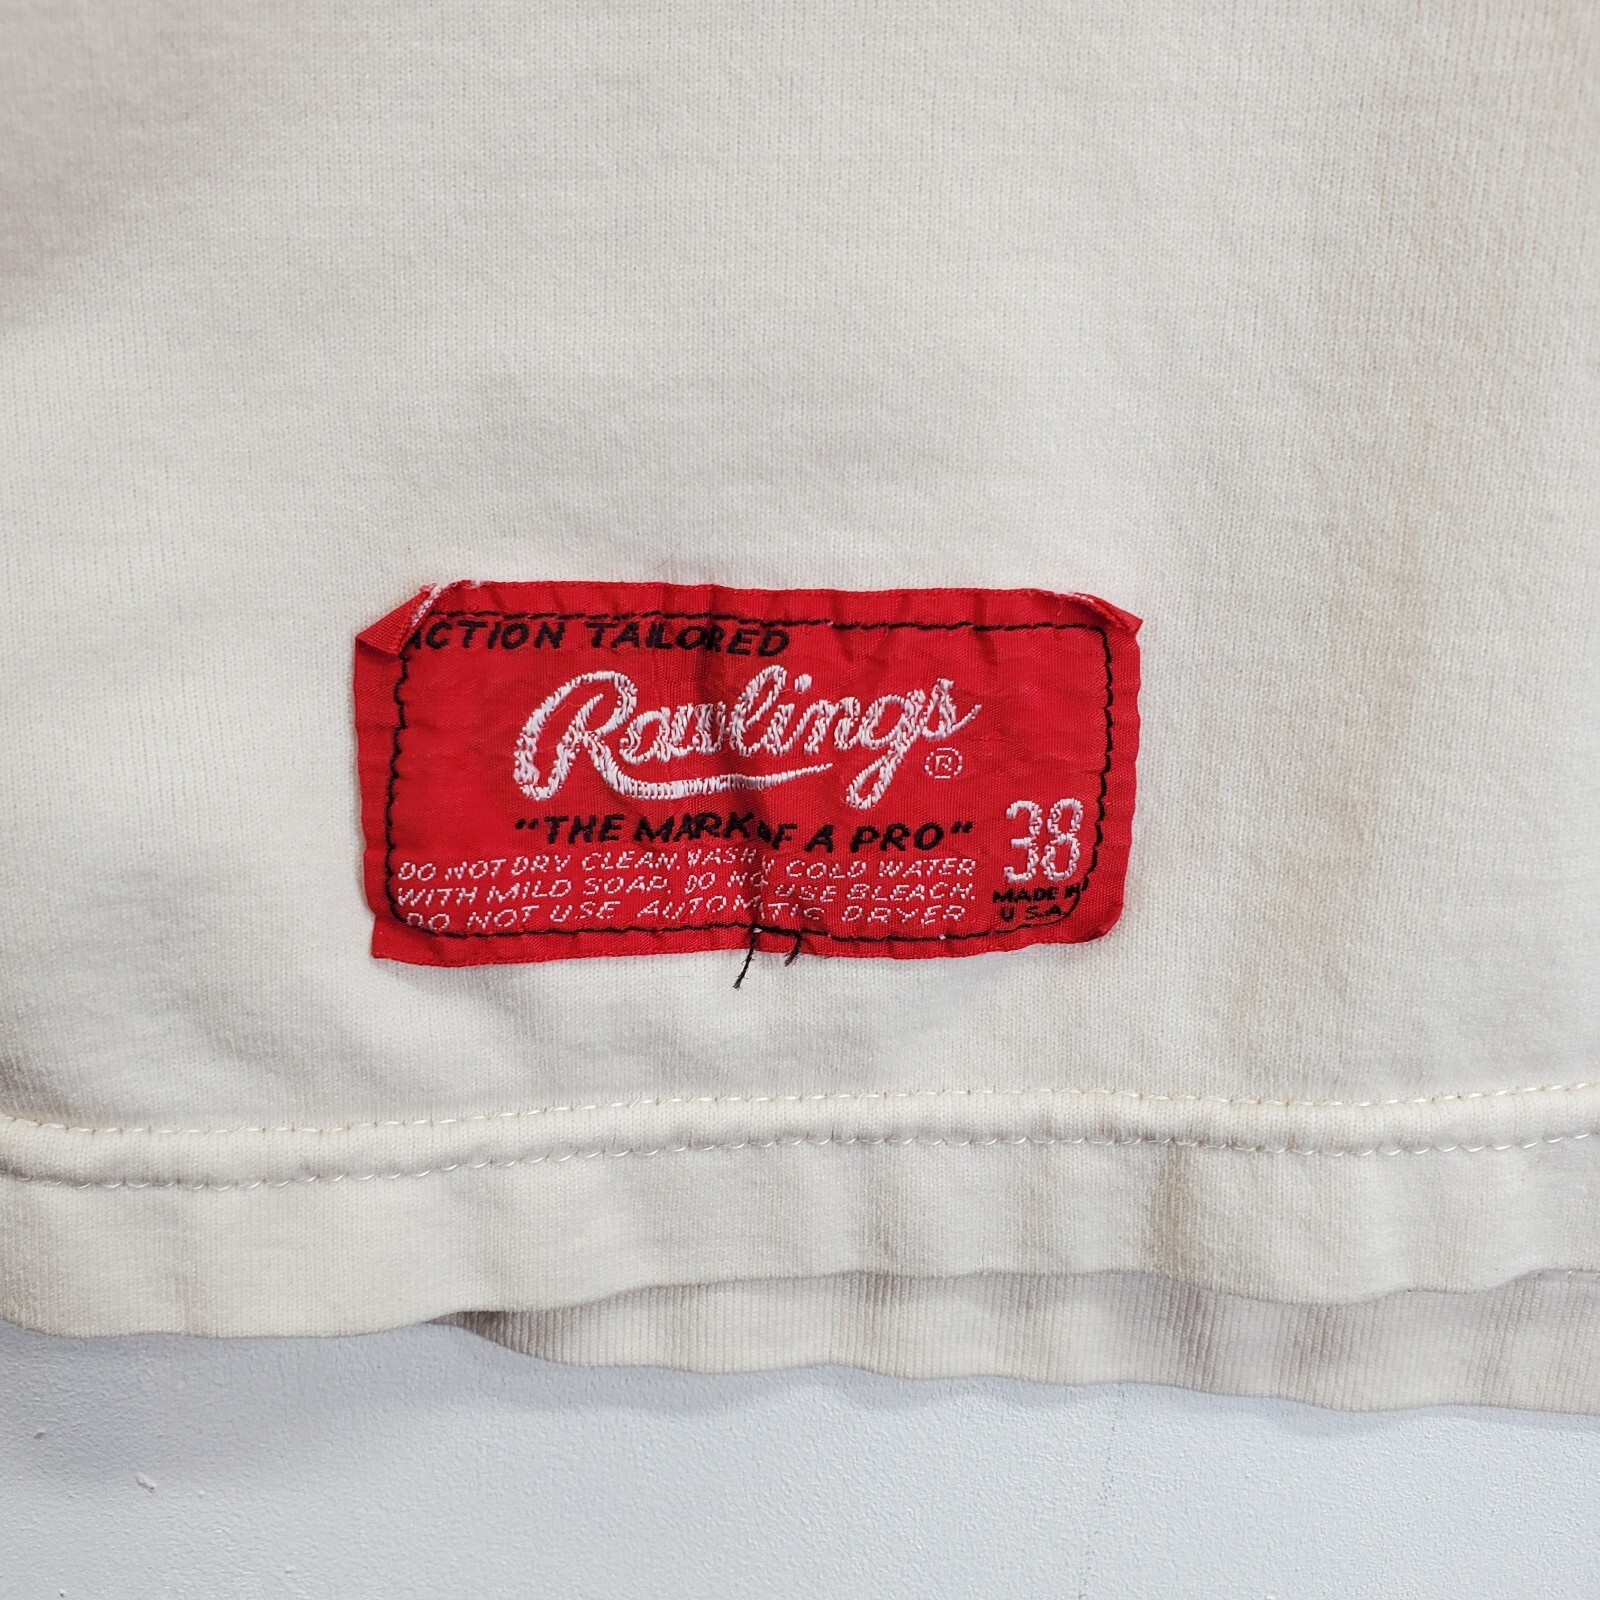 ACTION TAILORED
Rawlings ®
"THE MARK OF A PRO"
38
DO NOT DRY CLEAN. WASH IN COLD WATER
WITH MILD SOAP. DO NOT USE BLEACH.
DO NOT USE AUTOMATIC DRYER
MADE IN
U.S.A.